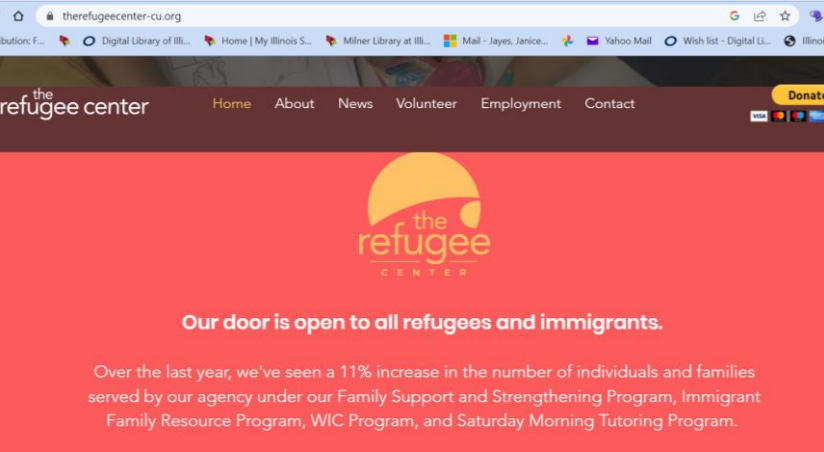 therefugeecenter-cu.org
bution: F... Digital Library of Illi... Home | My Illinois S... Milner Library at Illi... Mail - Jayes, Janice... Yahoo Mail Wish list - Digital Li... Illinoi
the
refugee center
Home About News Volunteer Employment Contact
Donate
VISA
the
refugee
CENTER
Our door is open to all refugees and immigrants.
Over the last year, we've seen a 11% increase in the number of individuals and families
served by our agency under our Family Support and Strengthening Program, Immigrant
Family Resource Program, WIC Program, and Saturday Morning Tutoring Program.